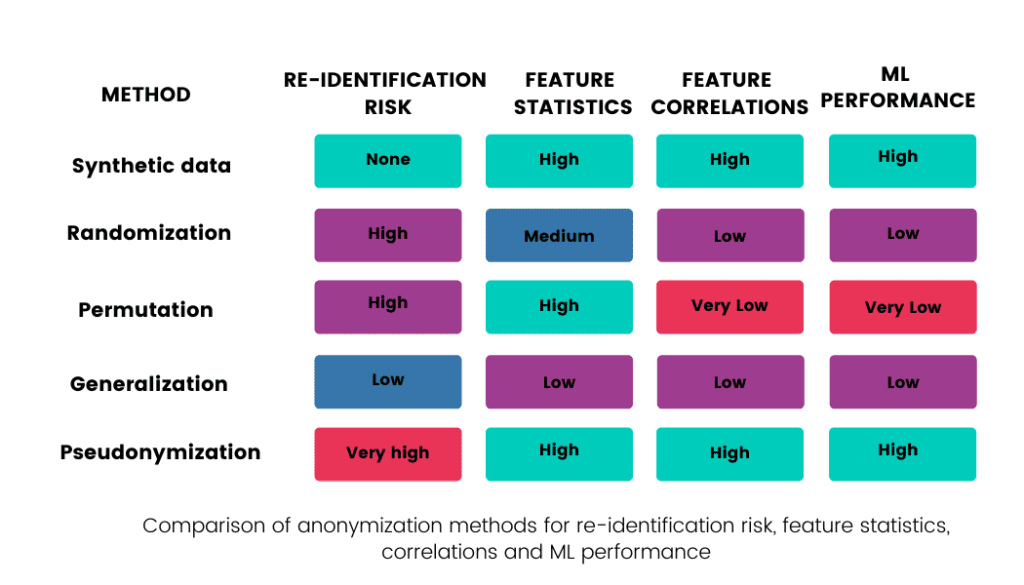 METHOD
RE-IDENTIFICATION
RISK
FEATURE
STATISTICS
FEATURE
CORRELATIONS
ML
PERFORMANCE
Synthetic data
None
High
High
High
Randomization
High
Medium
Low
Low
Permutation
High
High
Very Low
Very Low
Generalization
Low
Low
Low
Low
Pseudonymization
Very high
High
High
High
Comparison of anonymization methods for re-identification risk, feature statistics,
correlations and ML performance